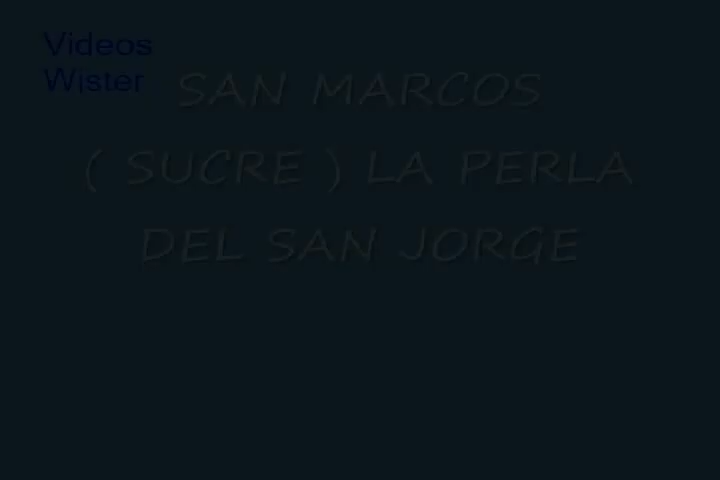 Videos
Wister
SAN MARCOS
( SUCRE ) LA PERLA
DEL SAN JORGE